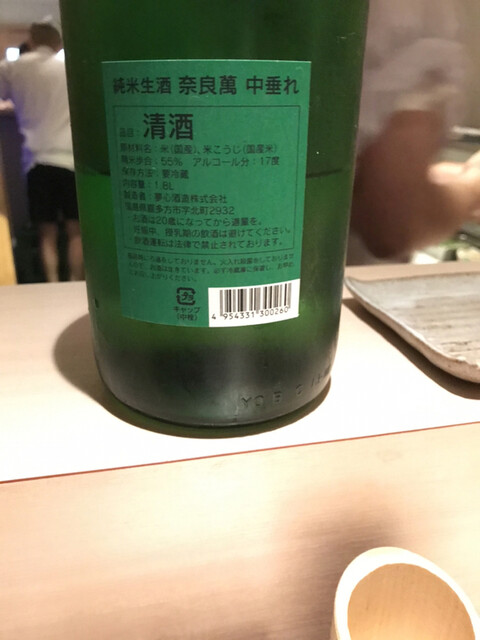 純米生酒 奈良萬 中垂れ
品目: 清酒
原材料名:米(国産)、米こうじ(国産米)
精米歩合:55% アルコール分:17度
保存方法:要冷蔵
内容量:1.8L
製造者:夢心酒造株式会社
福島県喜多方市字北町2932
・お酒は20歳になってから適量を。
・妊娠中、授乳期の飲酒は避けてください。
・飲酒運転は法律で禁止されております。
キャップ
(中栓)
4 954331 300260